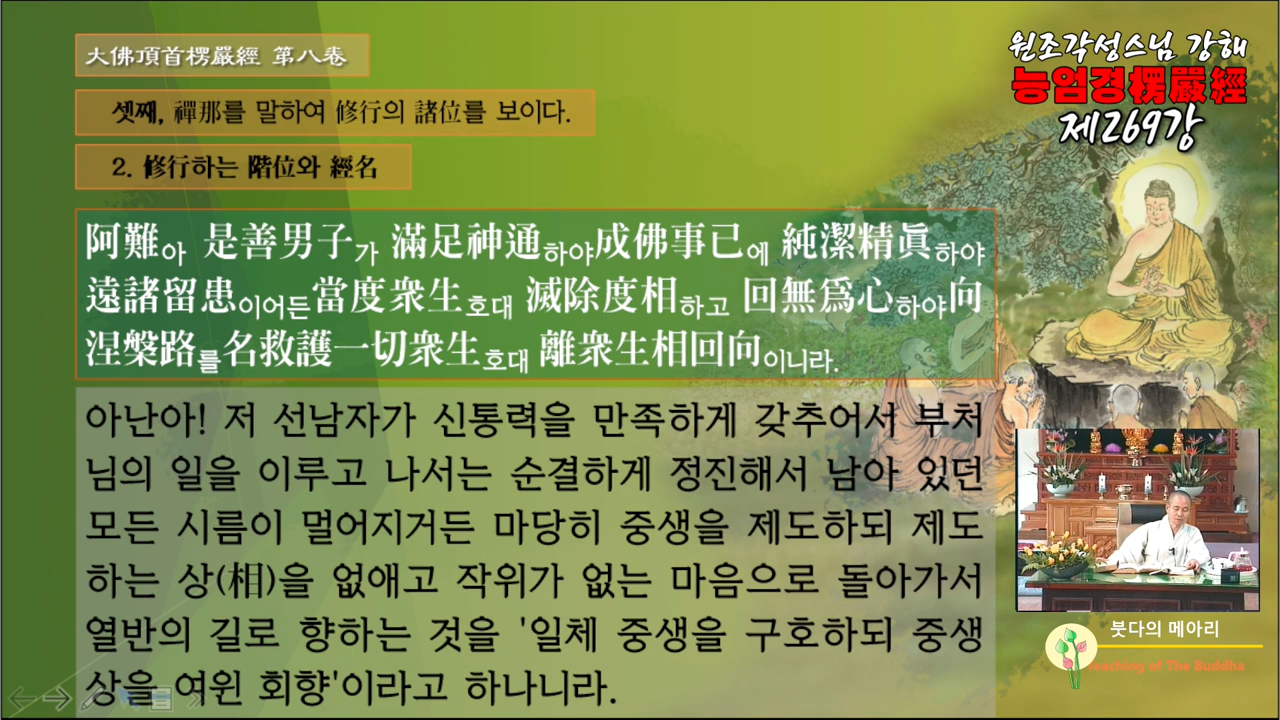 大佛頂首楞嚴經 第八卷
셋째, 禪那를 말하여 修行의 諸位를 보이다.
2. 修行하는 階位와 經名
阿難아 是善男子가 滿足神通하야成佛事已에 純潔精眞하야
遠諸留患이어든當度衆生호대 滅除度相하고 回無爲心하야向
涅槃路를名救護一切衆生호대 離衆生相回向이니라.
아난아! 저 선남자가 신통력을 만족하게 갖추어서 부처
님의 일을 이루고 나서는 순결하게 정진해서 남아 있던
모든 시름이 멀어지거든 마당히 중생을 제도하되 제도
하는 상(相)을 없애고 작위가 없는 마음으로 돌아가서
열반의 길로 향하는 것을 '일체 중생을 구호하되 중생
상을 여윈 회향'이라고 하나니라.
원조각성스님 강해
능엄경楞嚴經
제269강
붓다의 메아리
Teaching of The Buddha